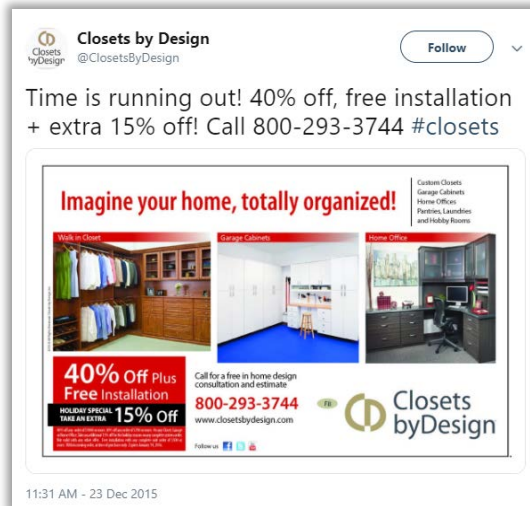 Closets by Design
@ClosetsByDesign
Follow
Time is running out! 40% off, free installation
+ extra 15% off! Call 800-293-3744 #closets
Imagine your home, totally organized!
Custom Closets
Garage Cabinets
Home Offices
Pantries, Laundries
and Hobby Rooms
Walk in Closet
Garage Cabinets
Home Office
40% Off Plus
Free Installation
HOLIDAY SPECIAL
TAKE AN EXTRA 15% Off
Call for a free in home design
consultation and estimate
800-293-3744
www.closetsbydesign.com
Follow us
FB
Closets
byDesign
11:31 AM - 23 Dec 2015